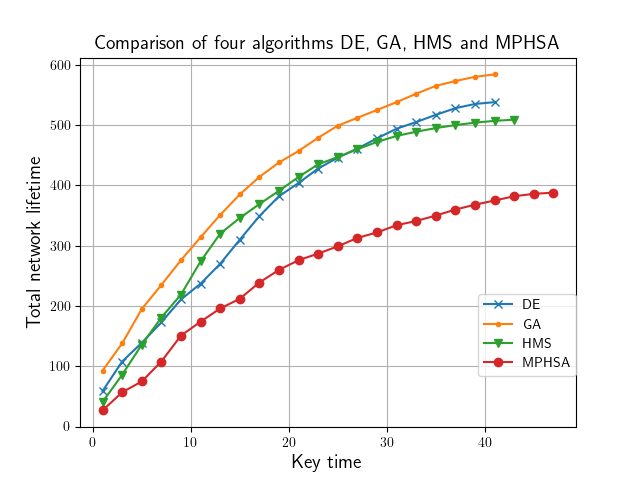 Comparison of four algorithms DE, GA, HMS and MPHSA
600
500
400
300
200
100
0
Total network lifetime
0 10 20 30 40
Key time
DE
GA
HMS
MPHSA